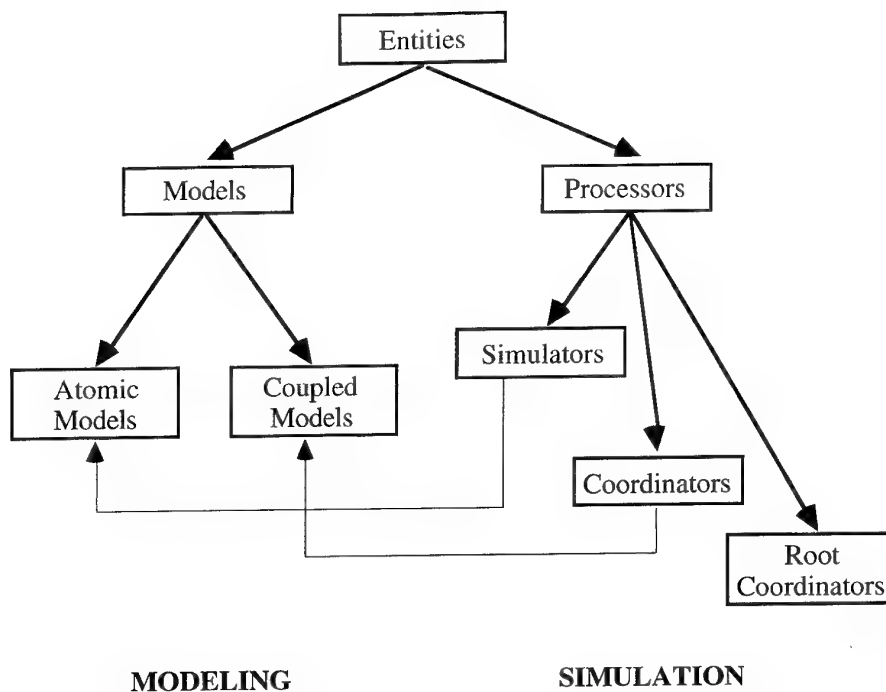 Entities
Models
Processors
Simulators
Atomic
Models
Coupled
Models
Coordinators
Root
Coordinators
MODELING
SIMULATION